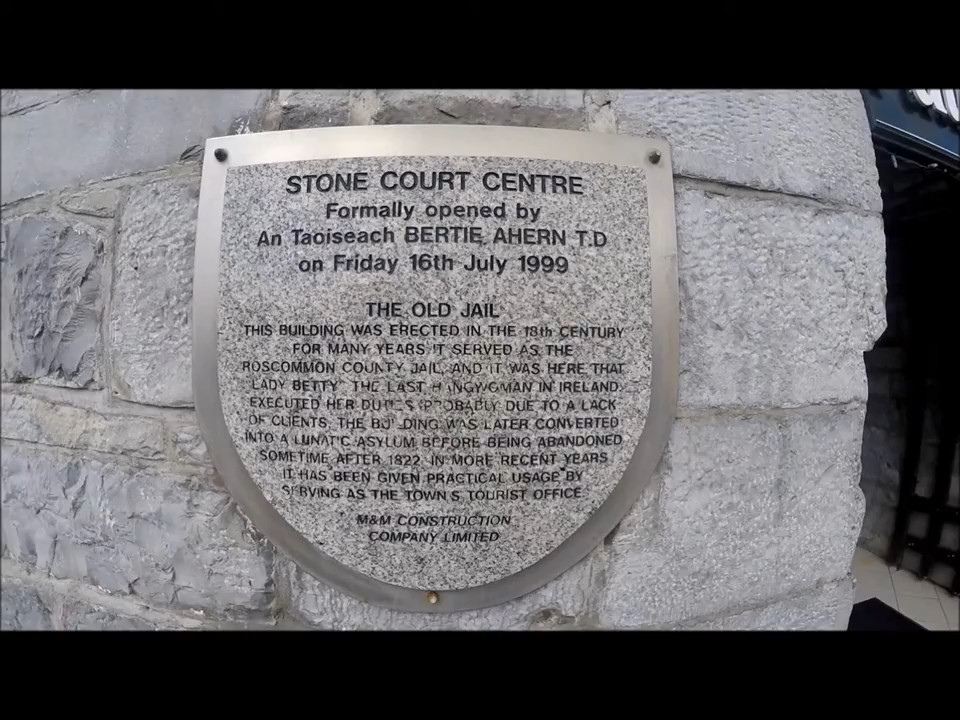 STONE COURT CENTRE
Formally opened by
An Taoiseach BERTIE AHERN T.D
on Friday 16th July 1999
THE OLD JAIL
THIS BUILDING WAS ERECTED IN THE 18th CENTURY
FOR MANY YEARS IT SERVED AS THE
ROSCOMMON COUNTY JAIL, AND IT WAS HERE THAT
"LADY BETTY" THE LAST HANGWOMAN IN IRELAND,
EXECUTED HER DUTIES. PROBABLY DUE TO A LACK
OF CLIENTS, THE BUILDING WAS LATER CONVERTED
INTO A LUNATIC ASYLUM BEFORE BEING ABANDONED
SOMETIME AFTER 1822. IN MORE RECENT YEARS
IT HAS BEEN GIVEN PRACTICAL USAGE BY
SERVING AS THE TOWN'S TOURIST OFFICE
M&M CONSTRUCTION
COMPANY LIMITED